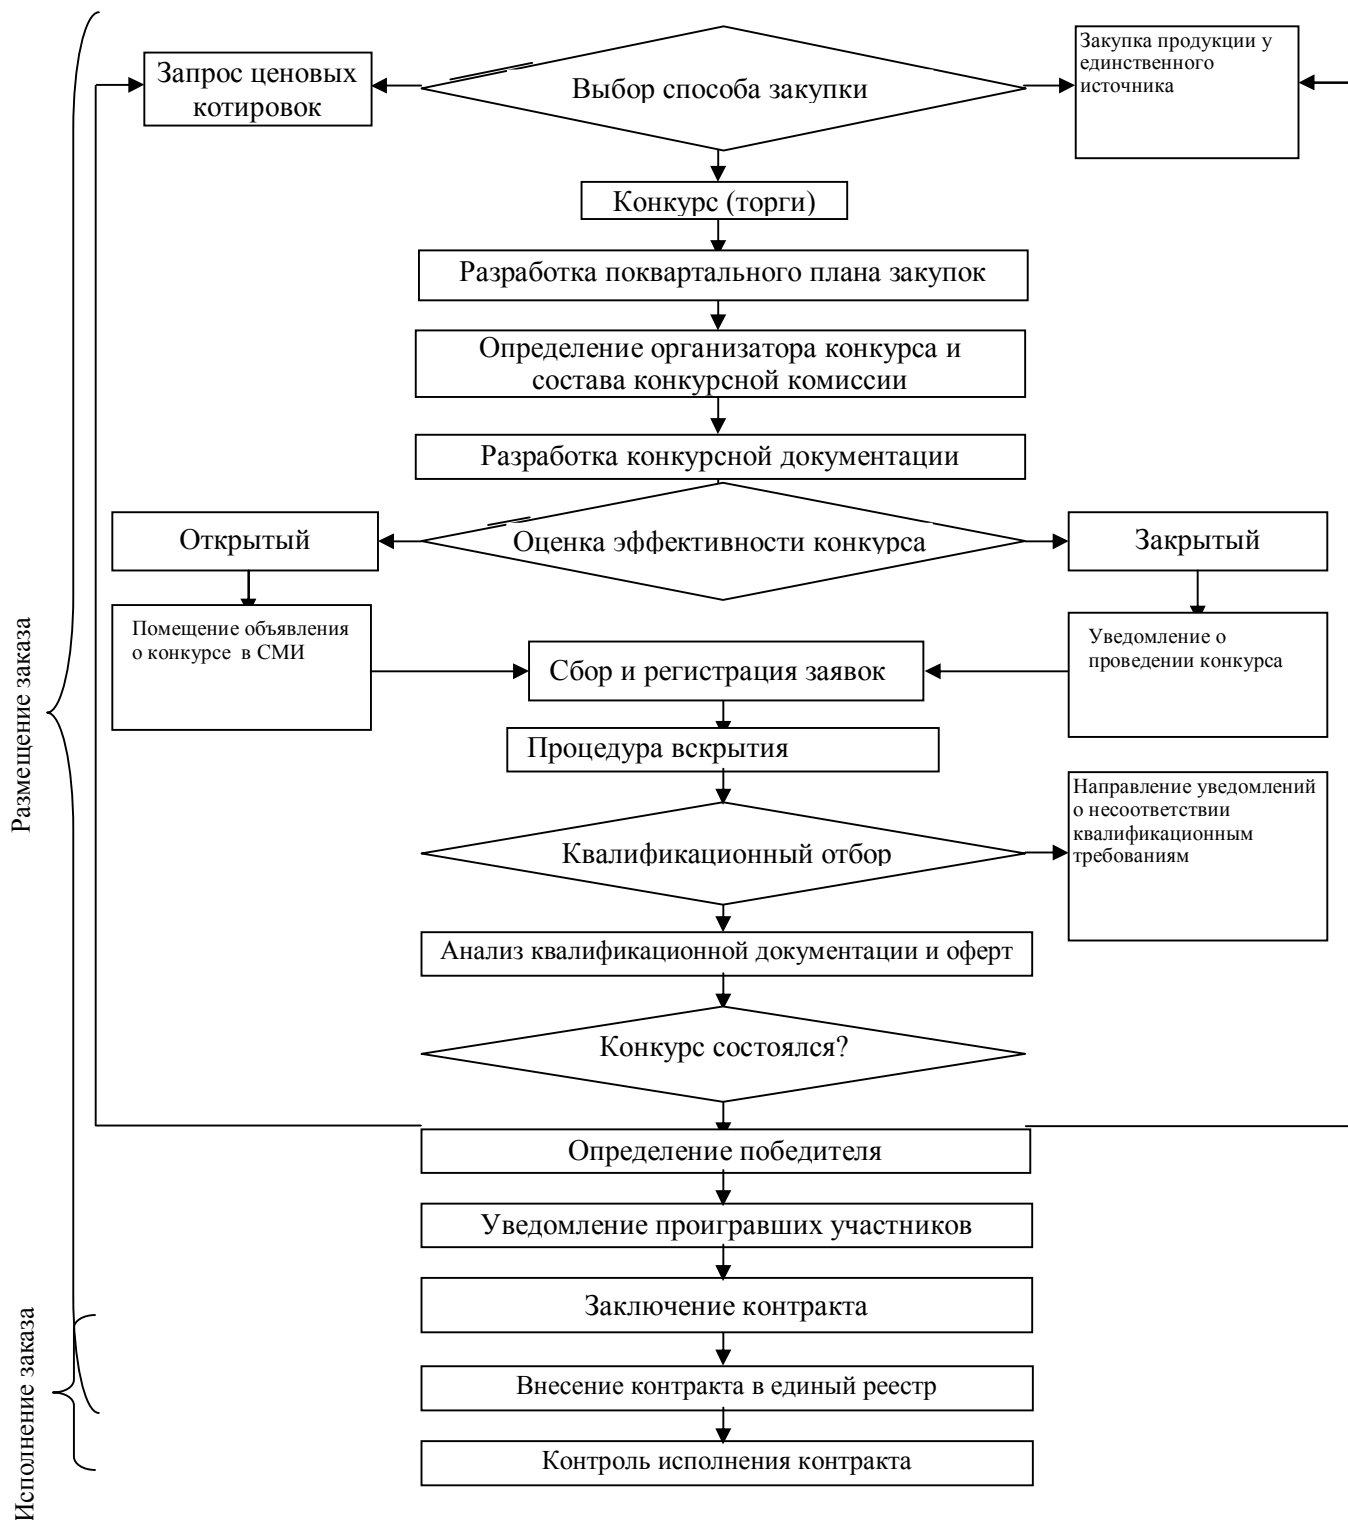 Запрос ценовых
котировок
Выбор способа закупки
Закупка продукции у
единственного
источника
Конкурс (торги)
Разработка поквартального плана закупок
Определение организатора конкурса и
состава конкурсной комиссии
Разработка конкурсной документации
Открытый
Оценка эффективности конкурса
Закрытый
Помещение объявления
о конкурсе в СМИ
Сбор и регистрация заявок
Уведомление о
проведении конкурса
Размещение заказа
Процедура вскрытия
Квалификационный отбор
Направление уведомлений
о несоответствии
квалификационным
требованиям
Анализ квалификационной документации и оферт
Конкурс состоялся?
Определение победителя
Уведомление проигравших участников
Заключение контракта
Исполнение заказа
Внесение контракта в единый реестр
Контроль исполнения контракта